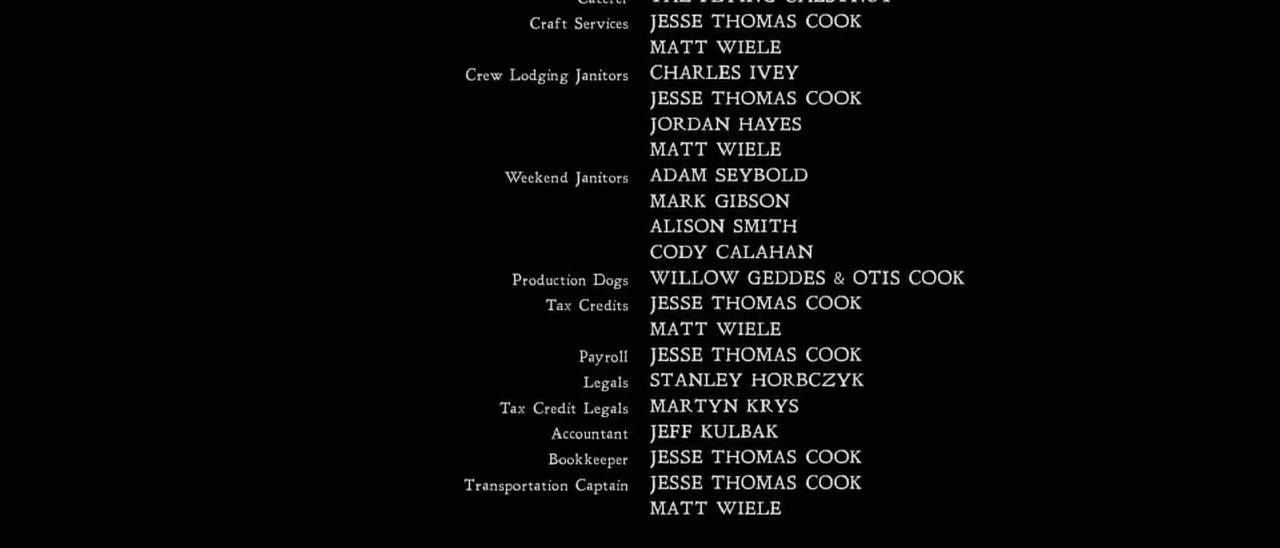 Craft Services JESSE THOMAS COOK
MATT WIELE
Crew Lodging Janitors CHARLES IVEY
JESSE THOMAS COOK
JORDAN HAYES
MATT WIELE
Weekend Janitors ADAM SEYBOLD
MARK GIBSON
ALISON SMITH
CODY CALAHAN
Production Dogs WILLOW GEDDES & OTIS COOK
Tax Credits JESSE THOMAS COOK
MATT WIELE
Payroll JESSE THOMAS COOK
Legals STANLEY HORBCZYK
Tax Credit Legals MARTYN KRYS
Accountant JEFF KULBAK
Bookkeeper JESSE THOMAS COOK
Transportation Captain JESSE THOMAS COOK
MATT WIELE